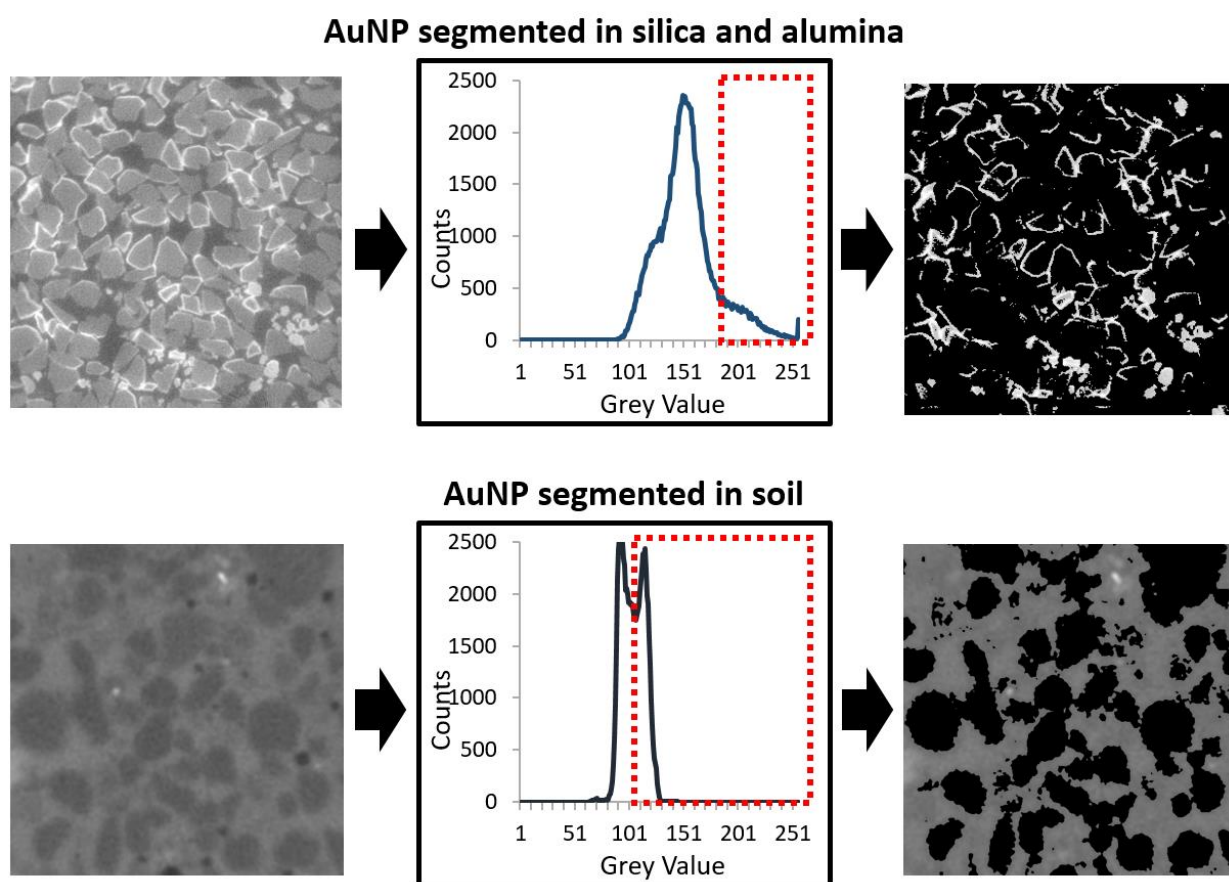 AuNP segmented in silica and alumina
2500
2000
1500
1000
500
0
Counts
1 51 101 151 201 251
Grey Value
AuNP segmented in soil
2500
2000
1500
1000
500
0
Counts
1 51 101 151 201 251
Grey Value